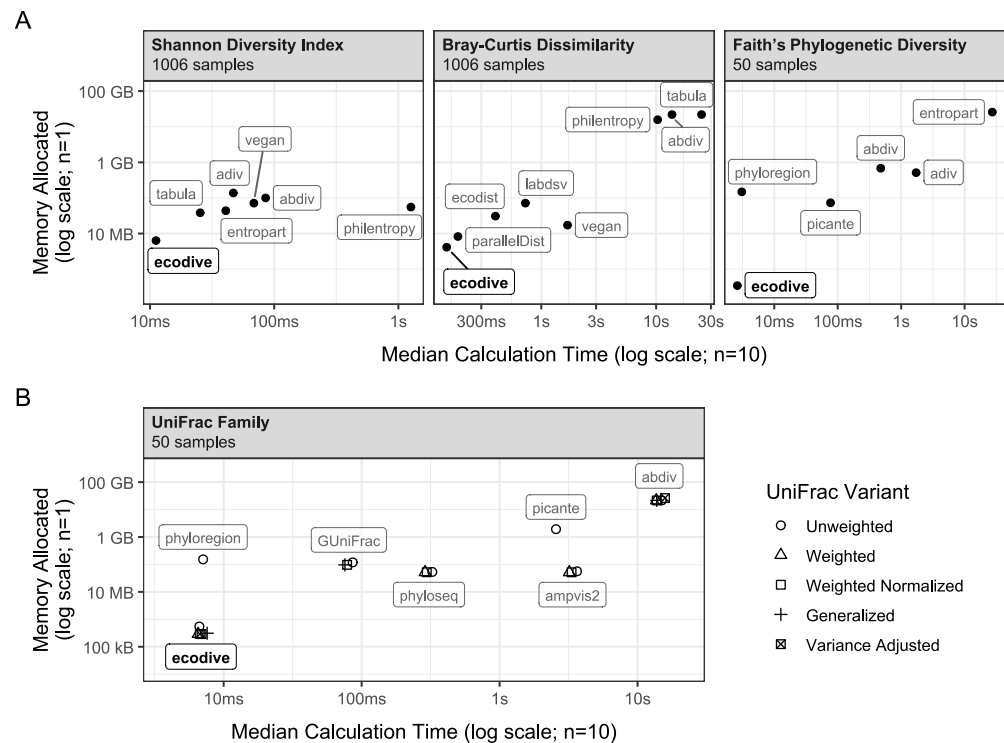 A
Shannon Diversity Index
1006 samples
Bray-Curtis Dissimilarity
1006 samples
Faith's Phylogenetic Diversity
50 samples
Memory Allocated
(log scale; n=1)
100 GB
1 GB
10 MB
vegan
adiv
tabula
abdiv
entropart
philentropy
ecodive
tabula
philentropy
abdiv
labdsv
ecodist
vegan
parallelDist
ecodive
entropart
abdiv
phyloregion
adiv
picante
ecodive
10ms
100ms
1s
300ms
1s
3s
10s
30s
10ms
100ms
1s
10s
Median Calculation Time (log scale; n=10)
B
UniFrac Family
50 samples
Memory Allocated
(log scale; n=1)
100 GB
1 GB
10 MB
100 kB
abdiv
picante
phyloregion
GUniFrac
phyloseq
ampvis2
ecodive
10ms
100ms
1s
10s
Median Calculation Time (log scale; n=10)
UniFrac Variant
Unweighted
Weighted
Weighted Normalized
Generalized
Variance Adjusted